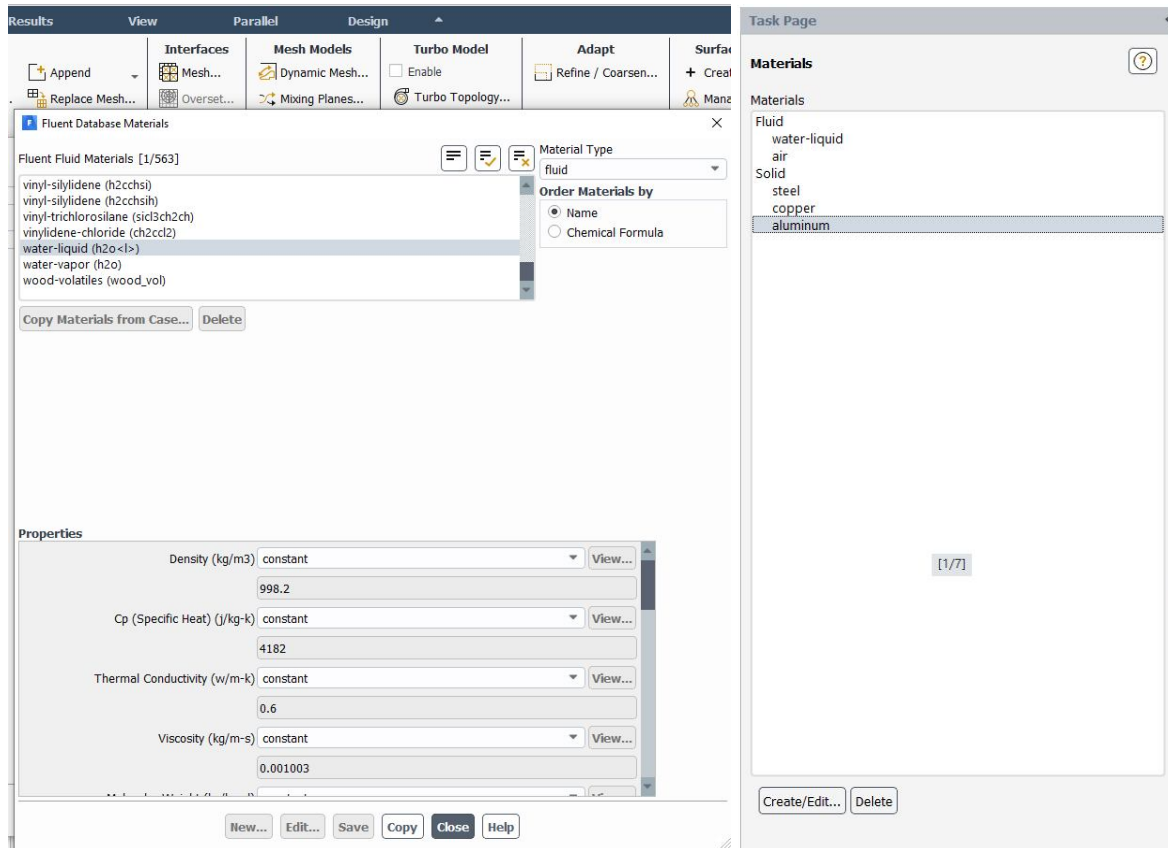 Results View Parallel Design
Interfaces Mesh Models Turbo Model Adapt
Append Mesh... Dynamic Mesh... Enable Refine / Coarsen...
Replace Mesh... Overset... Mixing Planes... Turbo Topology...
Fluent Database Materials
Fluent Fluid Materials [1/563]
vinyl-silylidene (h2cchsi)
vinyl-silylidene (h2cchsih)
vinyl-trichlorosilane (sicl3ch2ch)
vinylidene-chloride (ch2ccl2)
water-liquid (h2o<l>)
water-vapor (h2o)
wood-volatiles (wood_vol)
Material Type
fluid
Order Materials by
Name
Chemical Formula
Copy Materials from Case... Delete
Properties
Density (kg/m3) constant View...
998.2
Cp (Specific Heat) (j/kg-k) constant View...
4182
Thermal Conductivity (w/m-k) constant View...
0.6
Viscosity (kg/m-s) constant View...
0.001003
New... Edit... Save Copy Close Help
Task Page
Materials
Materials
Fluid
water-liquid
air
Solid
steel
copper
aluminum
[1/7]
Create/Edit... Delete